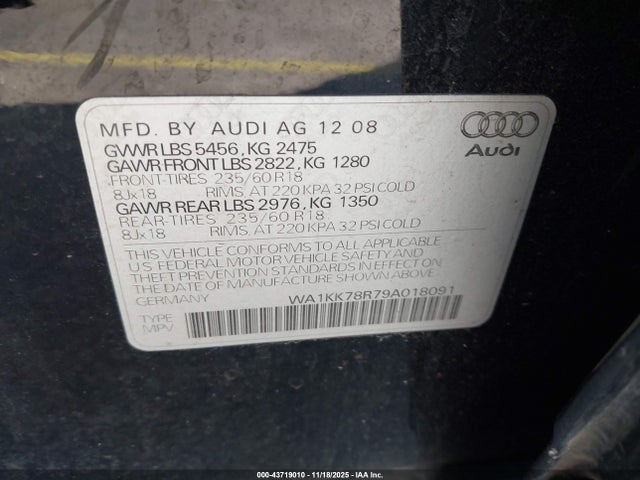 MFD. BY AUDI AG 12 08
GWR LBS 5456, KG 2475
GAWR FRONT LBS 2822, KG 1280
FRONT-TIRES 235/60 R18
8Jx18 RIMS, AT 220 KPA 32 PSI COLD
GAWR REAR LBS 2976, KG 1350
REAR-TIRES 235/60 R18
8Jx18 RIMS, AT 220 KPA 32 PSI COLD
THIS VEHICLE CONFORMS TO ALL APPLICABLE
U.S. FEDERAL MOTOR VEHICLE SAFETY AND
THEFT PREVENTION STANDARDS IN EFFECT ON
THE DATE OF MANUFACTURE SHOWN ABOVE
GERMANY WA1KK78R79A018091
TYPE
MPV
Audi
000-43719010 | 11/18/2025 - IAA Inc.